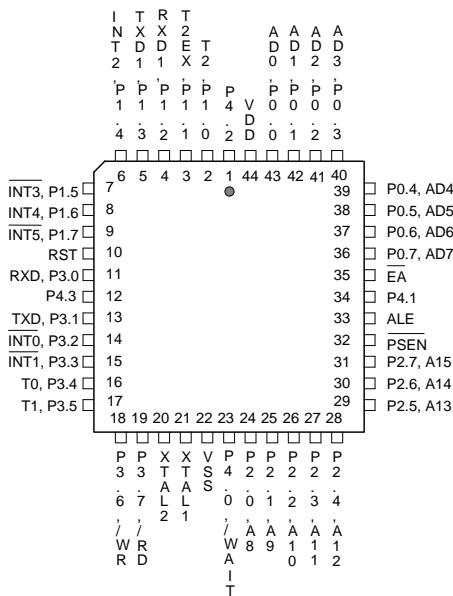 INT2, P1.4
TXD1, P1.3
RXD1, P1.2
T2EX, P1.1
T2, P1.0
P4.2
VDD
AD0, P0.0
AD1, P0.1
AD2, P0.2
AD3, P0.3
6 5 4 3 2 1 44 43 42 41 40
INT3, P1.5 7
INT4, P1.6 8
INT5, P1.7 9
RST 10
RXD, P3.0 11
P4.3 12
TXD, P3.1 13
INT0, P3.2 14
INT1, P3.3 15
T0, P3.4 16
T1, P3.5 17
39 P0.4, AD4
38 P0.5, AD5
37 P0.6, AD6
36 P0.7, AD7
35 EA
34 P4.1
33 ALE
32 PSEN
31 P2.7, A15
30 P2.6, A14
29 P2.5, A13
18 19 20 21 22 23 24 25 26 27 28
P3.6, /WR
P3.7, /RD
XTAL2
XTAL1
VSS
P4.0, /WAIT
P2.0, A8
P2.1, A9
P2.2, A10
P2.3, A11
P2.4, A12